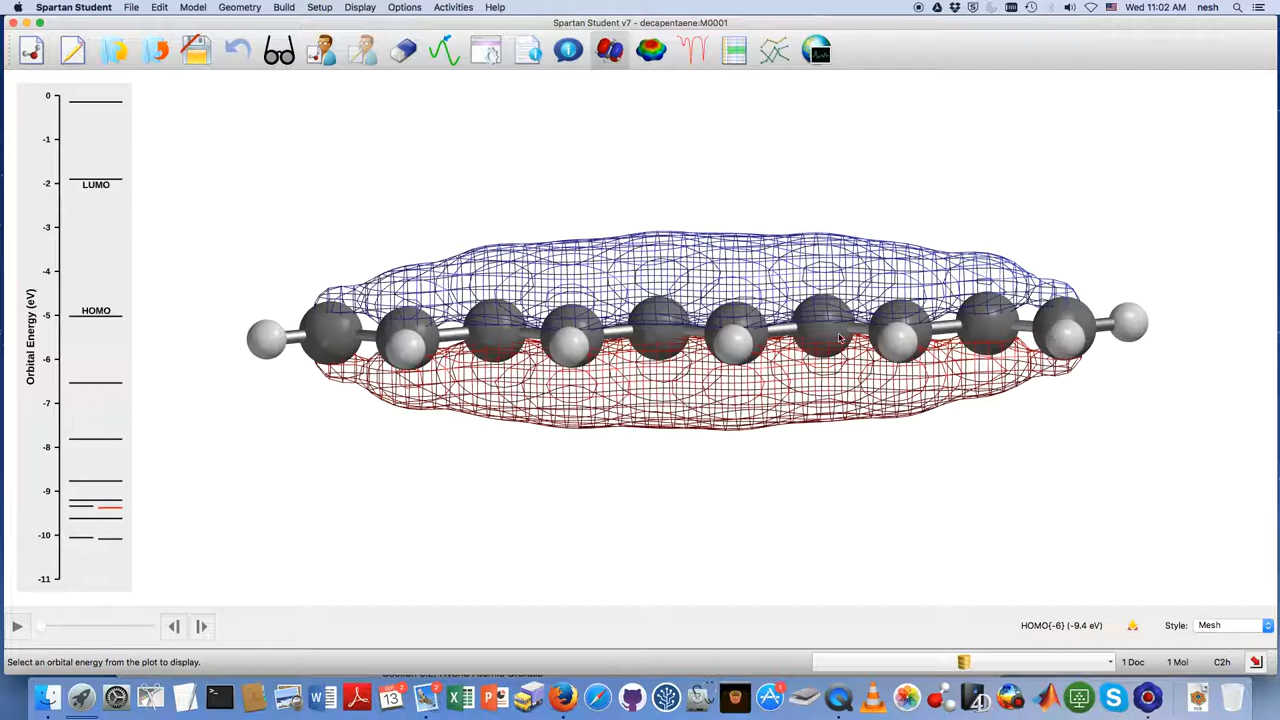 Spartan Student File Edit Model Geometry Build Setup Display Options Activities Help Wed 11:02 AM nesh
Spartan Student v7 - decapentaene:M0001
0
-1
-2
LUMO
-3
-4
HOMO
-5
-6
-7
-8
-9
-10
-11
Orbital Energy (eV)
HOMO{-6} (-9.4 eV) Style: Mesh
Select an orbital energy from the plot to display. 1 Doc 1 Mol C2h